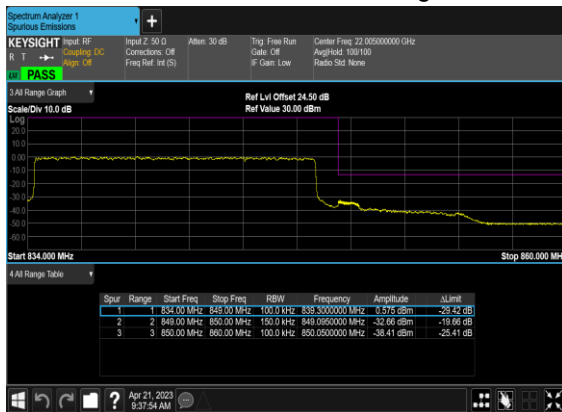 Spectrum Analyzer 1
Spurious Emissions
+
KEYSIGHT Input: RF Input Z: 50 Ω Atten: 30 dB Trig: Free Run Center Freq: 22.005000000 GHz
R T Coupling: DC Corrections: Off Gate: Off Avg|Hold: 100/100
Align: Off Freq Ref: Int (S) IF Gain: Low Radio Std: None
PASS
3 All Range Graph
Ref Lvl Offset 24.50 dB
Scale/Div 10.0 dB Ref Value 30.00 dBm
Log
20.0
10.0
0.00
-10.0
-20.0
-30.0
-40.0
-50.0
-60.0
Start 834.000 MHz Stop 860.000 MH
4 All Range Table
Spur Range Start Freq Stop Freq RBW Frequency Amplitude ΔLimit
1 1 834.00 MHz 849.00 MHz 100.0 kHz 839.3000000 MHz 0.575 dBm -29.42 dB
2 2 849.00 MHz 850.00 MHz 150.0 kHz 849.0950000 MHz -32.66 dBm -19.66 dB
3 3 850.00 MHz 860.00 MHz 100.0 kHz 850.0500000 MHz -38.41 dBm -25.41 dB
? Apr 21, 2023
9:37:54 AM